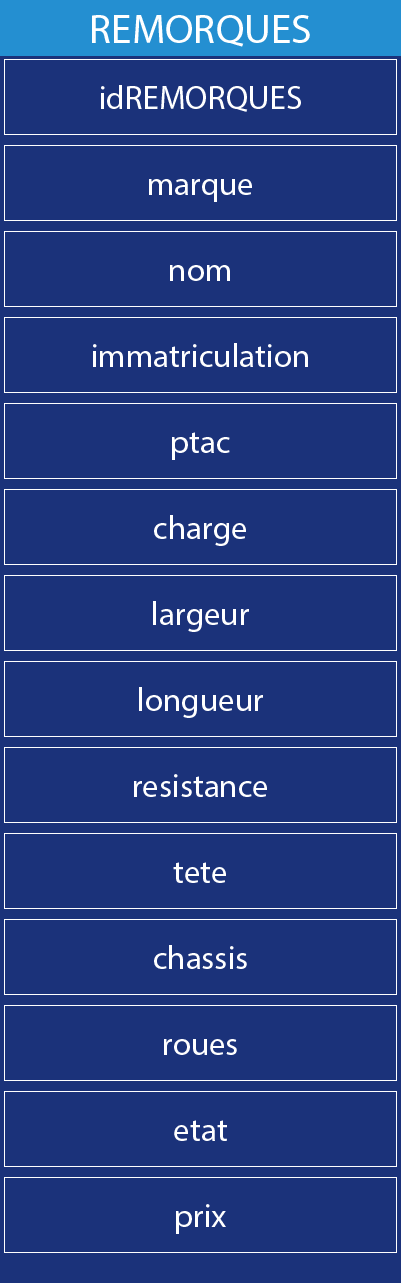 REMORQUES
idREMORQUES
marque
nom
immatriculation
ptac
charge
largeur
longueur
resistance
tete
chassis
roues
etat
prix